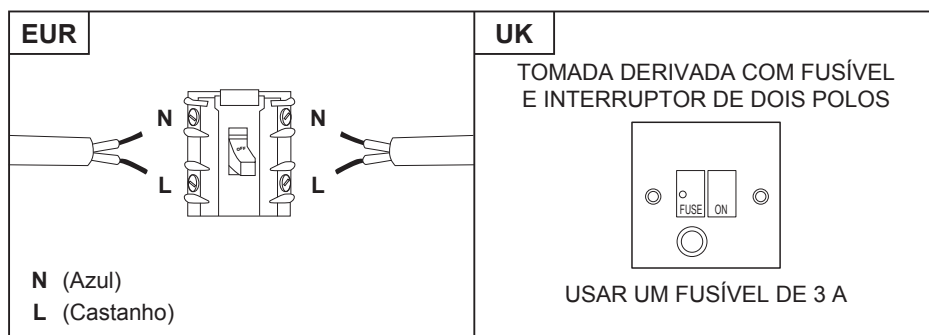 EUR
N
N
OFF
L
L
N (Azul)
L (Castanho)
UK
TOMADA DERIVADA COM FUSÍVEL
E INTERRUPTOR DE DOIS POLOS
FUSE ON
USAR UM FUSÍVEL DE 3 A